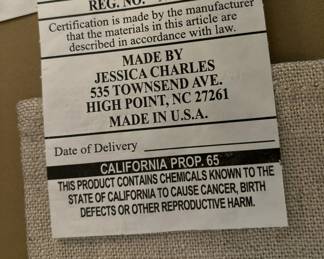 REG. NO.
Certification is made by the manufacturer
that the materials in this article are
described in accordance with law.
MADE BY
JESSICA CHARLES
535 TOWNSEND AVE.
HIGH POINT, NC 27261
MADE IN U.S.A.
Date of Delivery
CALIFORNIA PROP. 65
THIS PRODUCT CONTAINS CHEMICALS KNOWN TO THE
STATE OF CALIFORNIA TO CAUSE CANCER, BIRTH
DEFECTS OR OTHER REPRODUCTIVE HARM.